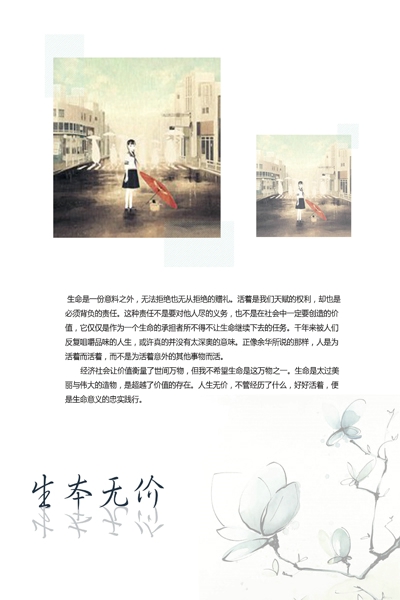 生命是一份意料之外，无法拒绝也无从拒绝的赠礼。活着是我们天赋的权利，却也是
必须背负的责任。这种责任不是要对他人尽的义务，也不是在社会中一定要创造的价
值，它仅仅是作为一个生命的承担者所不得不让生命继续下去的任务。千年来被人们
反复咀嚼品味的人生，或许真的并没有太深奥的意味。正像余华所说的那样，人是为
活着而活着，而不是为活着意外的其他事物而活。
经济社会让价值衡量了世间万物，但我不希望生命是这万物之一。生命是太过美
丽与伟大的造物，是超越了价值的存在。人生无价，不管经历了什么，好好活着，便
是生命意义的忠实践行。
生本无价